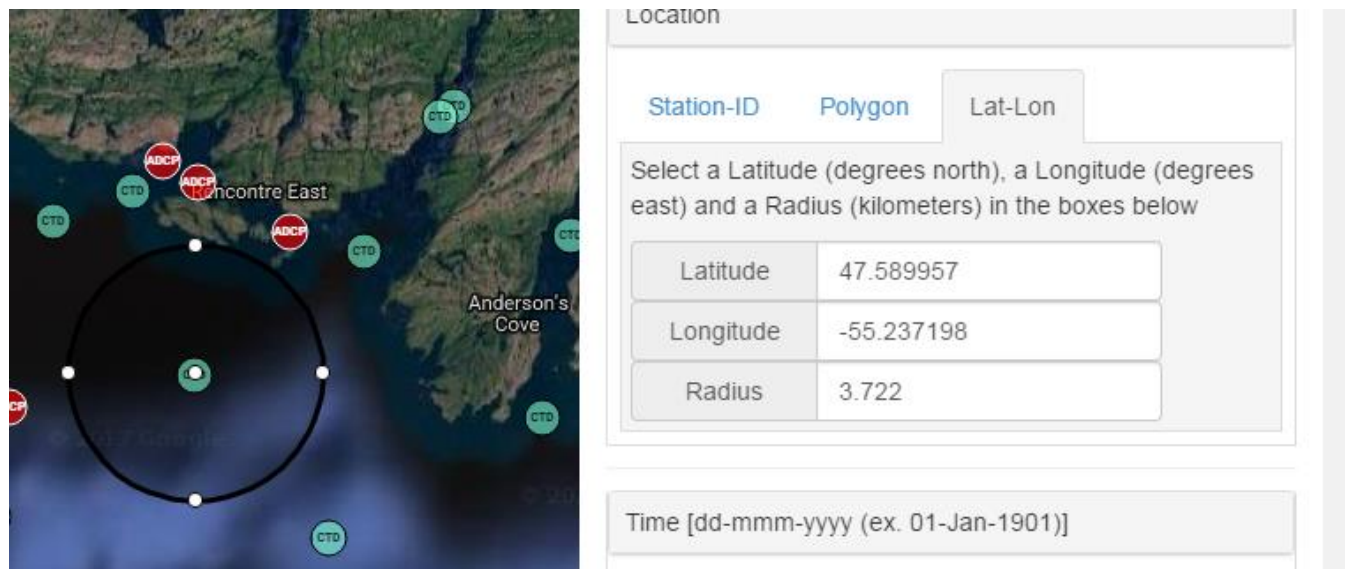 CTD
CTD
ADCP
ADCP
CTD
Rencontre East
CTD
ADCP
CTD
CTD
Anderson's
Cove
CTD
CTD
Location
Station-ID Polygon Lat-Lon
Select a Latitude (degrees north), a Longitude (degrees
east) and a Radius (kilometers) in the boxes below
Latitude 47.589957
Longitude -55.237198
Radius 3.722
Time [dd-mmm-yyyy (ex. 01-Jan-1901)]